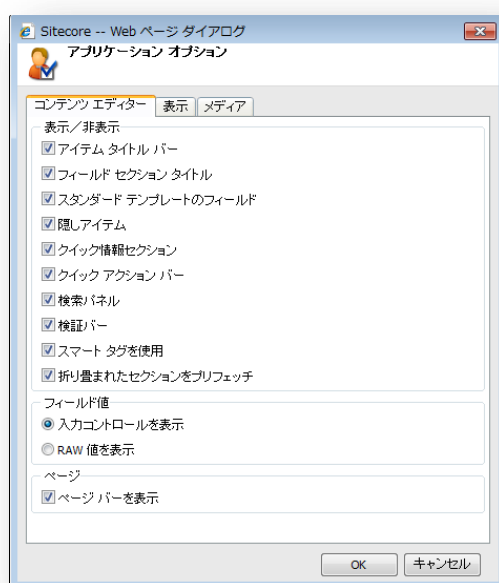 Sitecore -- Web ページ ダイアログ
アプリケーション オプション
コンテンツ エディター 表示 メディア
表示／非表示
アイテム タイトル バー
フィールド セクション タイトル
スタンダード テンプレートのフィールド
隠しアイテム
クイック情報セクション
クイック アクション バー
検索パネル
検証バー
スマート タグを使用
折り畳まれたセクションをプリフェッチ
フィールド値
入力コントロールを表示
RAW 値を表示
ページ
ページ バーを表示
OK キャンセル